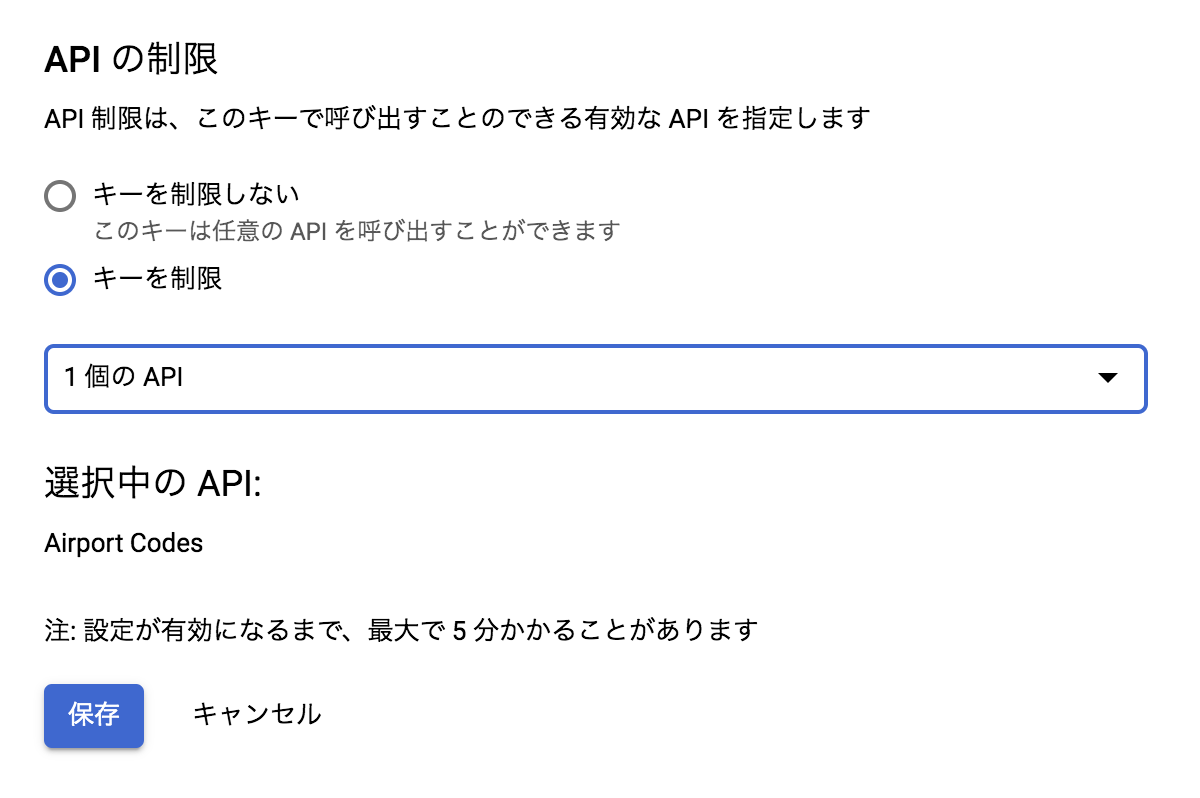 API の制限
API 制限は、このキーで呼び出すことのできる有効な API を指定します
キーを制限しない
このキーは任意の API を呼び出すことができます
キーを制限
1 個の API
選択中の API:
Airport Codes
注: 設定が有効になるまで、最大で 5 分かかることがあります
保存
キャンセル